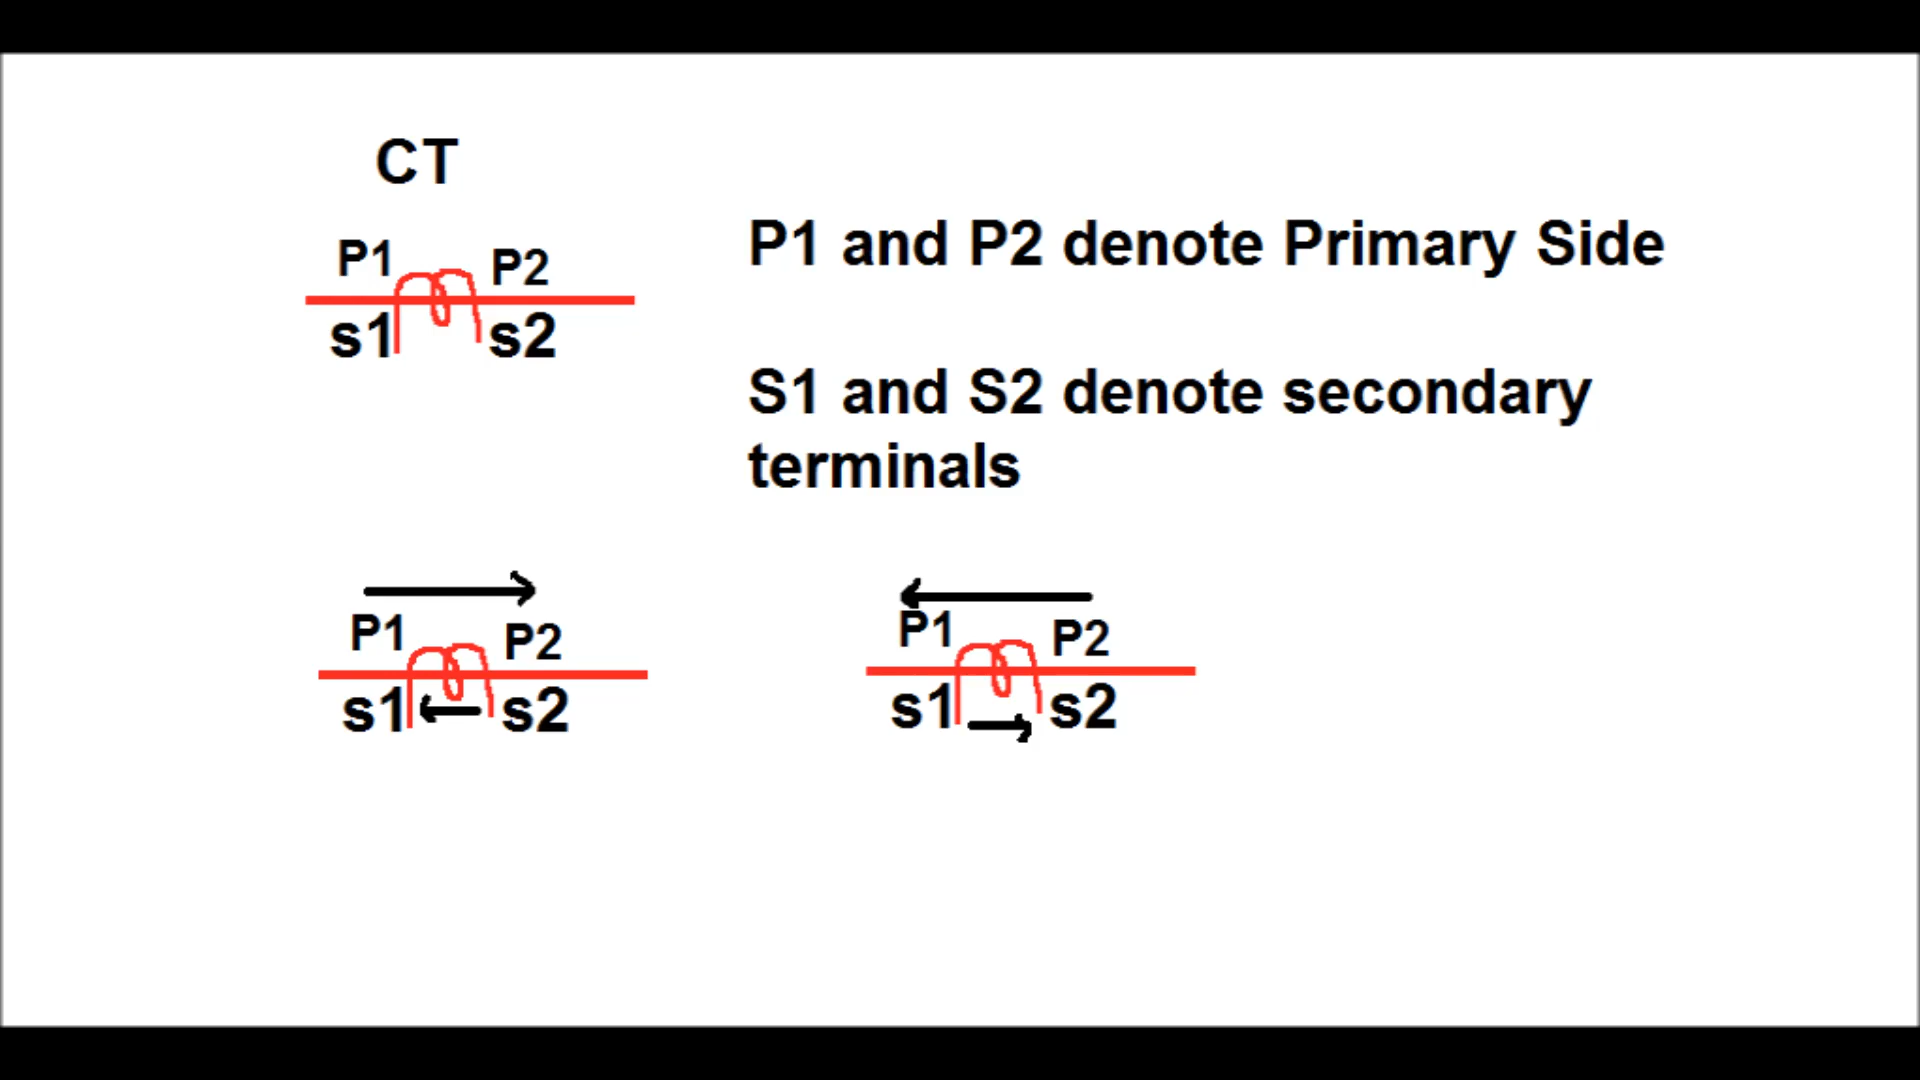 CT
P1 P2
s1 s2
P1 and P2 denote Primary Side
S1 and S2 denote secondary
terminals
P1 P2
s1 s2
P1 P2
s1 s2